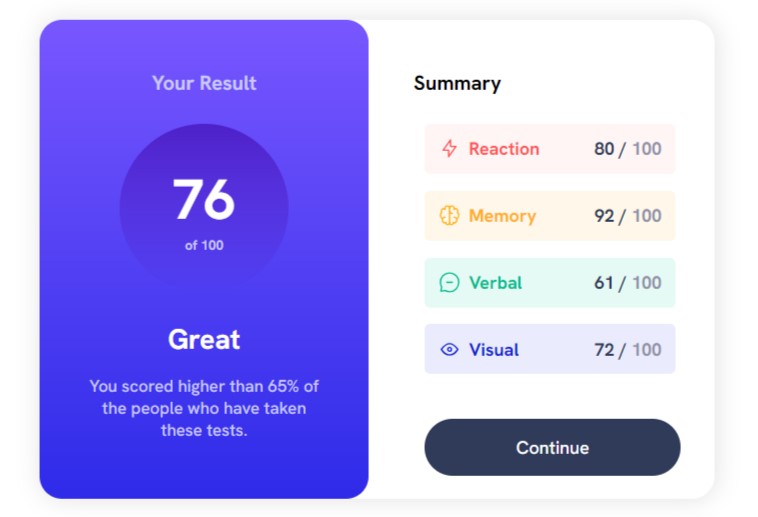 Your Result
76
of 100
Great
You scored higher than 65% of
the people who have taken
these tests.
Summary
Reaction 80 / 100
Memory 92 / 100
Verbal 61 / 100
Visual 72 / 100
Continue